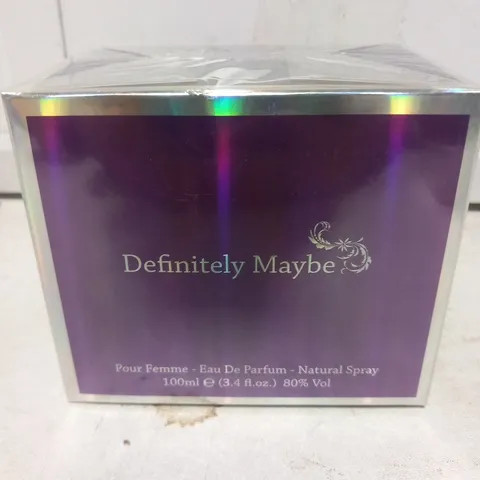 Definitely Maybe
Pour Femme - Eau De Parfum - Natural Spray
100ml ℮ (3.4 fl.oz.) 80% Vol